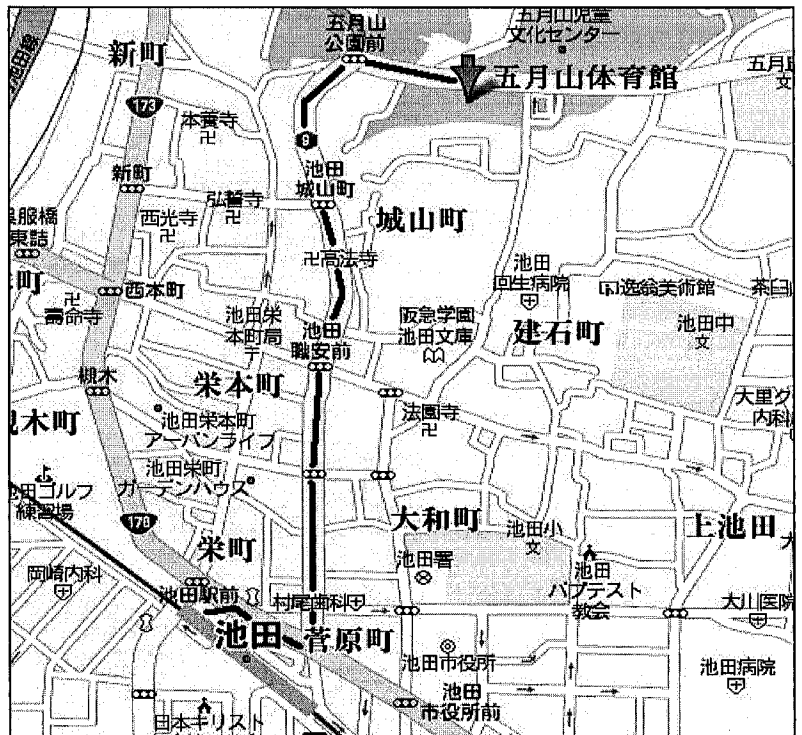 五月山
公園前
五月山児童
文化センター
新町
五月山体育館
173
本養寺
9
新町
池田
城山町
弘誓寺
西光寺
城山町
東詰
高法寺
池田
回生病院
逸翁美術館
西本町
壽命寺
池田栄
本町局
池田
職安前
阪急学園
池田文庫
建石町
池田中
文
槻木
栄本町
法園寺
文
大里ク
内科
池田栄本町
アーバンライフ
木町
池田栄町
ガーデンハウス
池田ゴルフ
練習場
176
大和町
池田小
文
上池田
栄町
池田署
池田
バプテスト
教会
岡崎内科
池田駅前
村尾歯科
大川医院
池田
菅原町
池田市役所
池田病院
池田
市役所前
日本キリスト